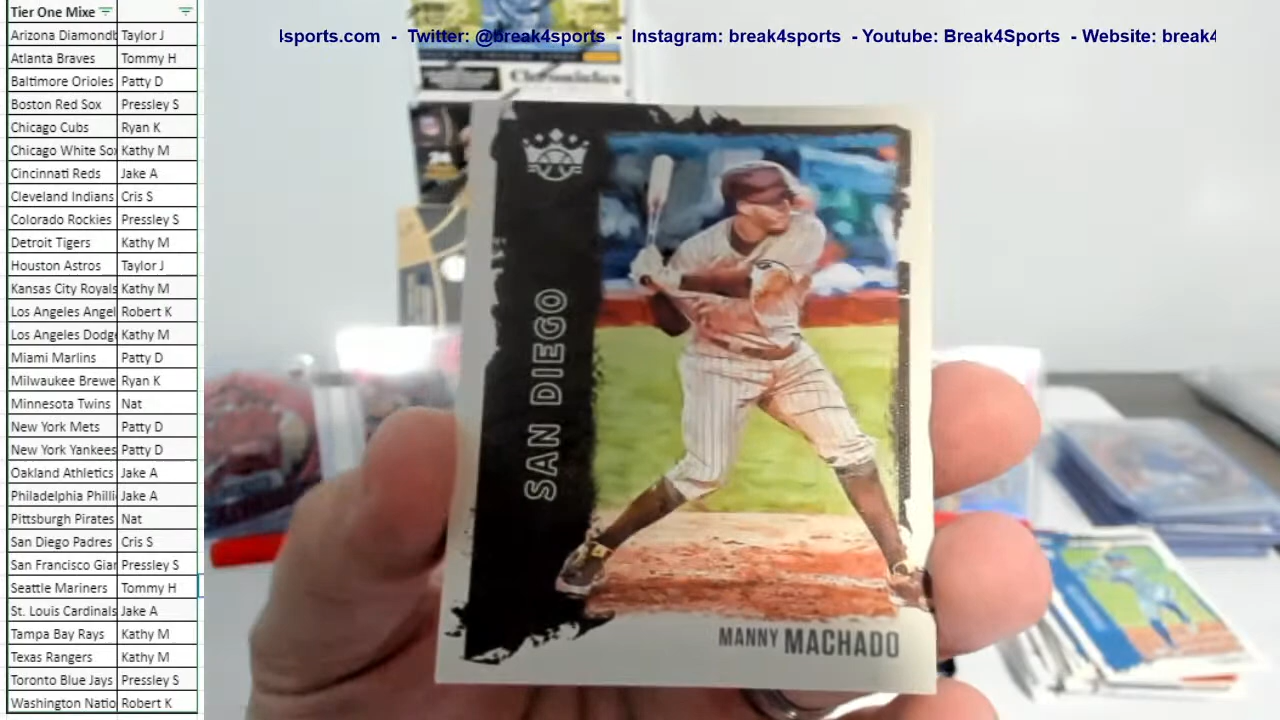 lsports.com - Twitter: @break4sports - Instagram: break4sports - Youtube: Break4Sports - Website: break4
Tier One Mixe
Arizona Diamondb Taylor J
Atlanta Braves Tommy H
Baltimore Orioles Patty D
Boston Red Sox Pressley S
Chicago Cubs Ryan K
Chicago White Sox Kathy M
Cincinnati Reds Jake A
Cleveland Indians Cris S
Colorado Rockies Pressley S
Detroit Tigers Kathy M
Houston Astros Taylor J
Kansas City Royals Kathy M
Los Angeles Angel Robert K
Los Angeles Dodge Kathy M
Miami Marlins Patty D
Milwaukee Brewe Ryan K
Minnesota Twins Nat
New York Mets Patty D
New York Yankees Patty D
Oakland Athletics Jake A
Philadelphia Philli Jake A
Pittsburgh Pirates Nat
San Diego Padres Cris S
San Francisco Giar Pressley S
Seattle Mariners Tommy H
St. Louis Cardinals Jake A
Tampa Bay Rays Kathy M
Texas Rangers Kathy M
Toronto Blue Jays Pressley S
Washington Natio Robert K
Chronicles
SAN DIEGO
MANNY MACHADO